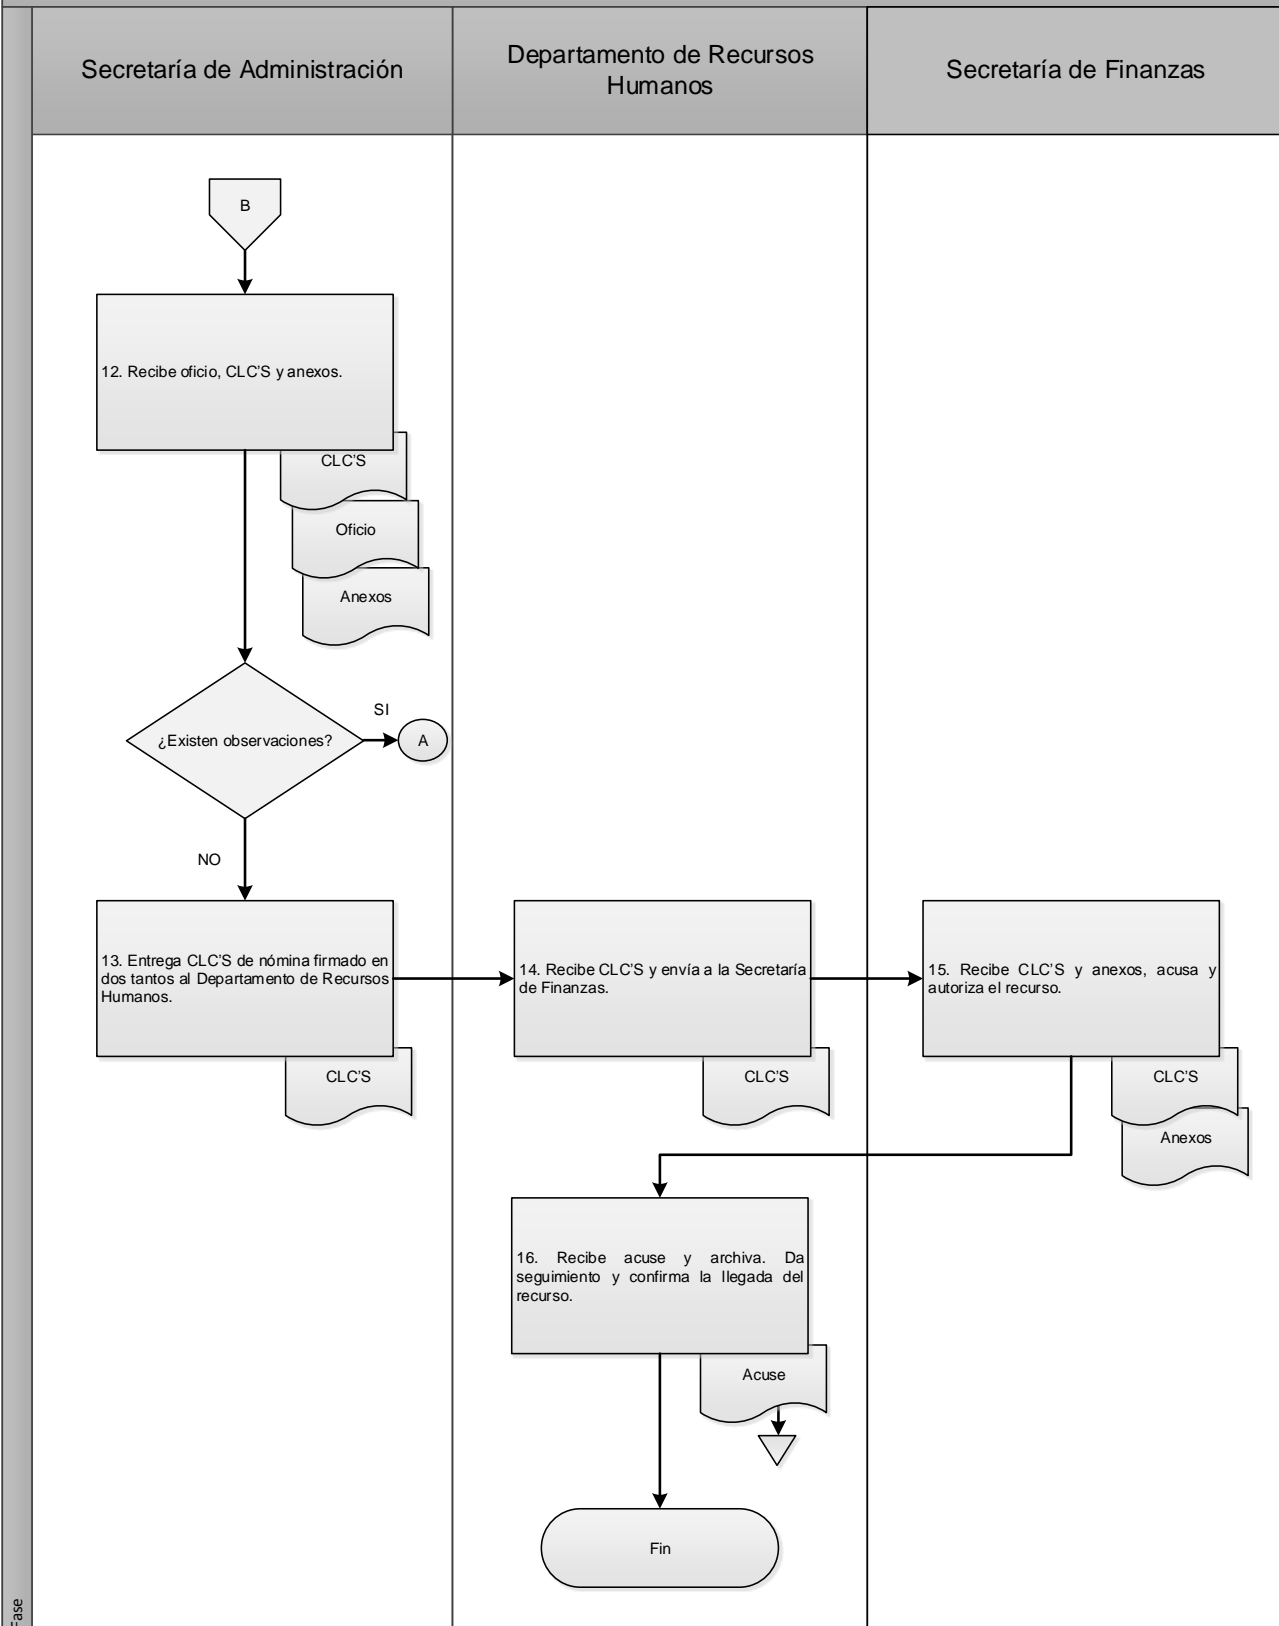 Secretaría de Administración
Departamento de Recursos
Humanos
Secretaría de Finanzas
B
12. Recibe oficio, CLC'S y anexos.
CLC'S
Oficio
Anexos
¿Existen observaciones?
SI
A
NO
13. Entrega CLC'S de nómina firmado en
dos tantos al Departamento de Recursos
Humanos.
CLC'S
14. Recibe CLC'S y envía a la Secretaría
de Finanzas.
CLC'S
15. Recibe CLC'S y anexos, acusa y
autoriza el recurso.
CLC'S
Anexos
16. Recibe acuse y archiva. Da
seguimiento y confirma la llegada del
recurso.
Acuse
Fin
Fase